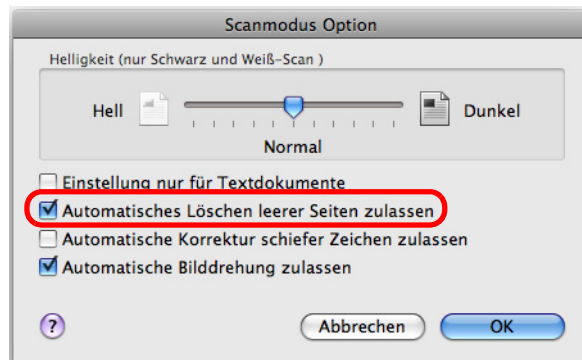 Scanmodus Option
Helligkeit (nur Schwarz und Weiß-Scan )
Hell Dunkel
Normal
Einstellung nur für Textdokumente
Automatisches Löschen leerer Seiten zulassen
Automatische Korrektur schiefer Zeichen zulassen
Automatische Bilddrehung zulassen
? Abbrechen OK